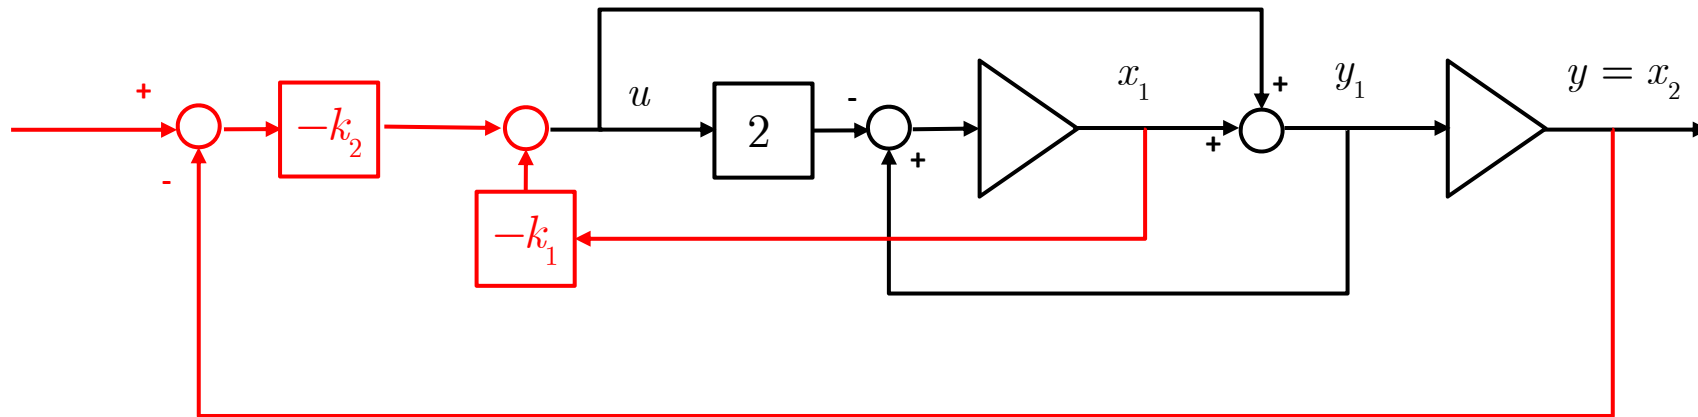 +
-
−k₂
−k₁
u
2
-
+
x₁
+
+
y₁
y = x₂